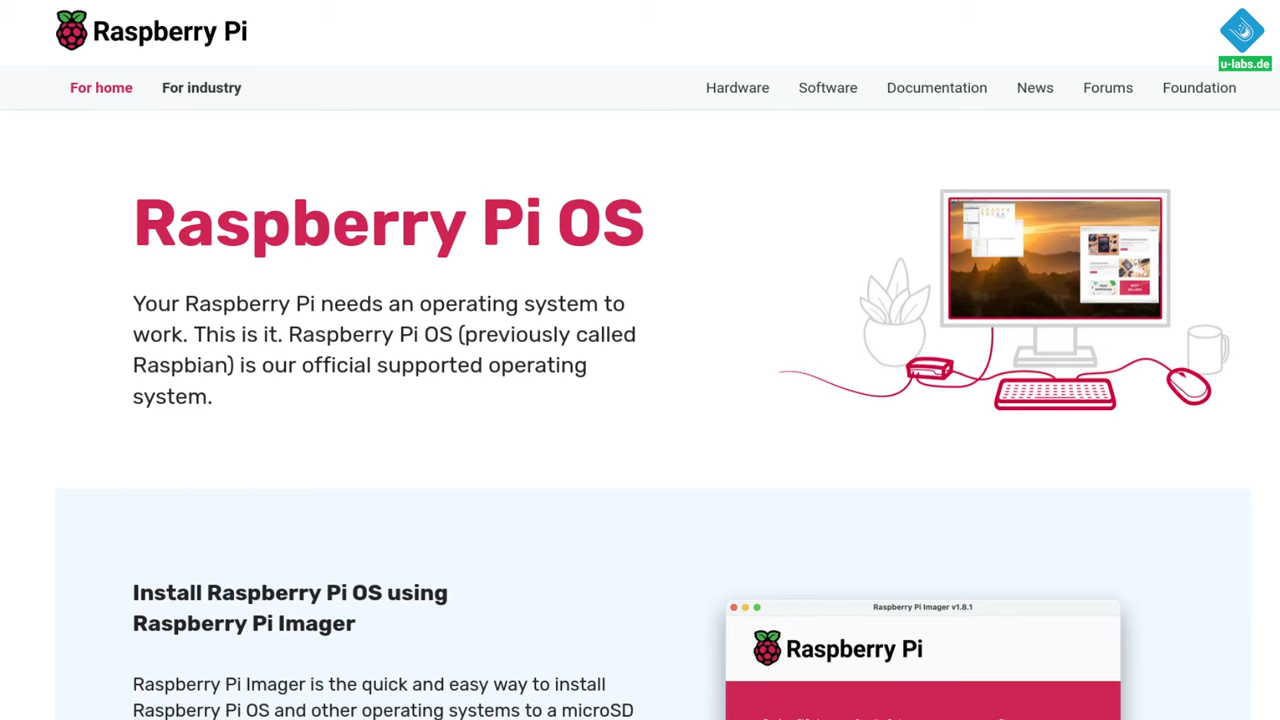 Raspberry Pi
u-labs.de
For home For industry Hardware Software Documentation News Forums Foundation
Raspberry Pi OS
Your Raspberry Pi needs an operating system to
work. This is it. Raspberry Pi OS (previously called
Raspbian) is our official supported operating
system.
Install Raspberry Pi OS using
Raspberry Pi Imager
Raspberry Pi Imager is the quick and easy way to install
Raspberry Pi OS and other operating systems to a microSD
Raspberry Pi Imager v1.8.1
Raspberry Pi